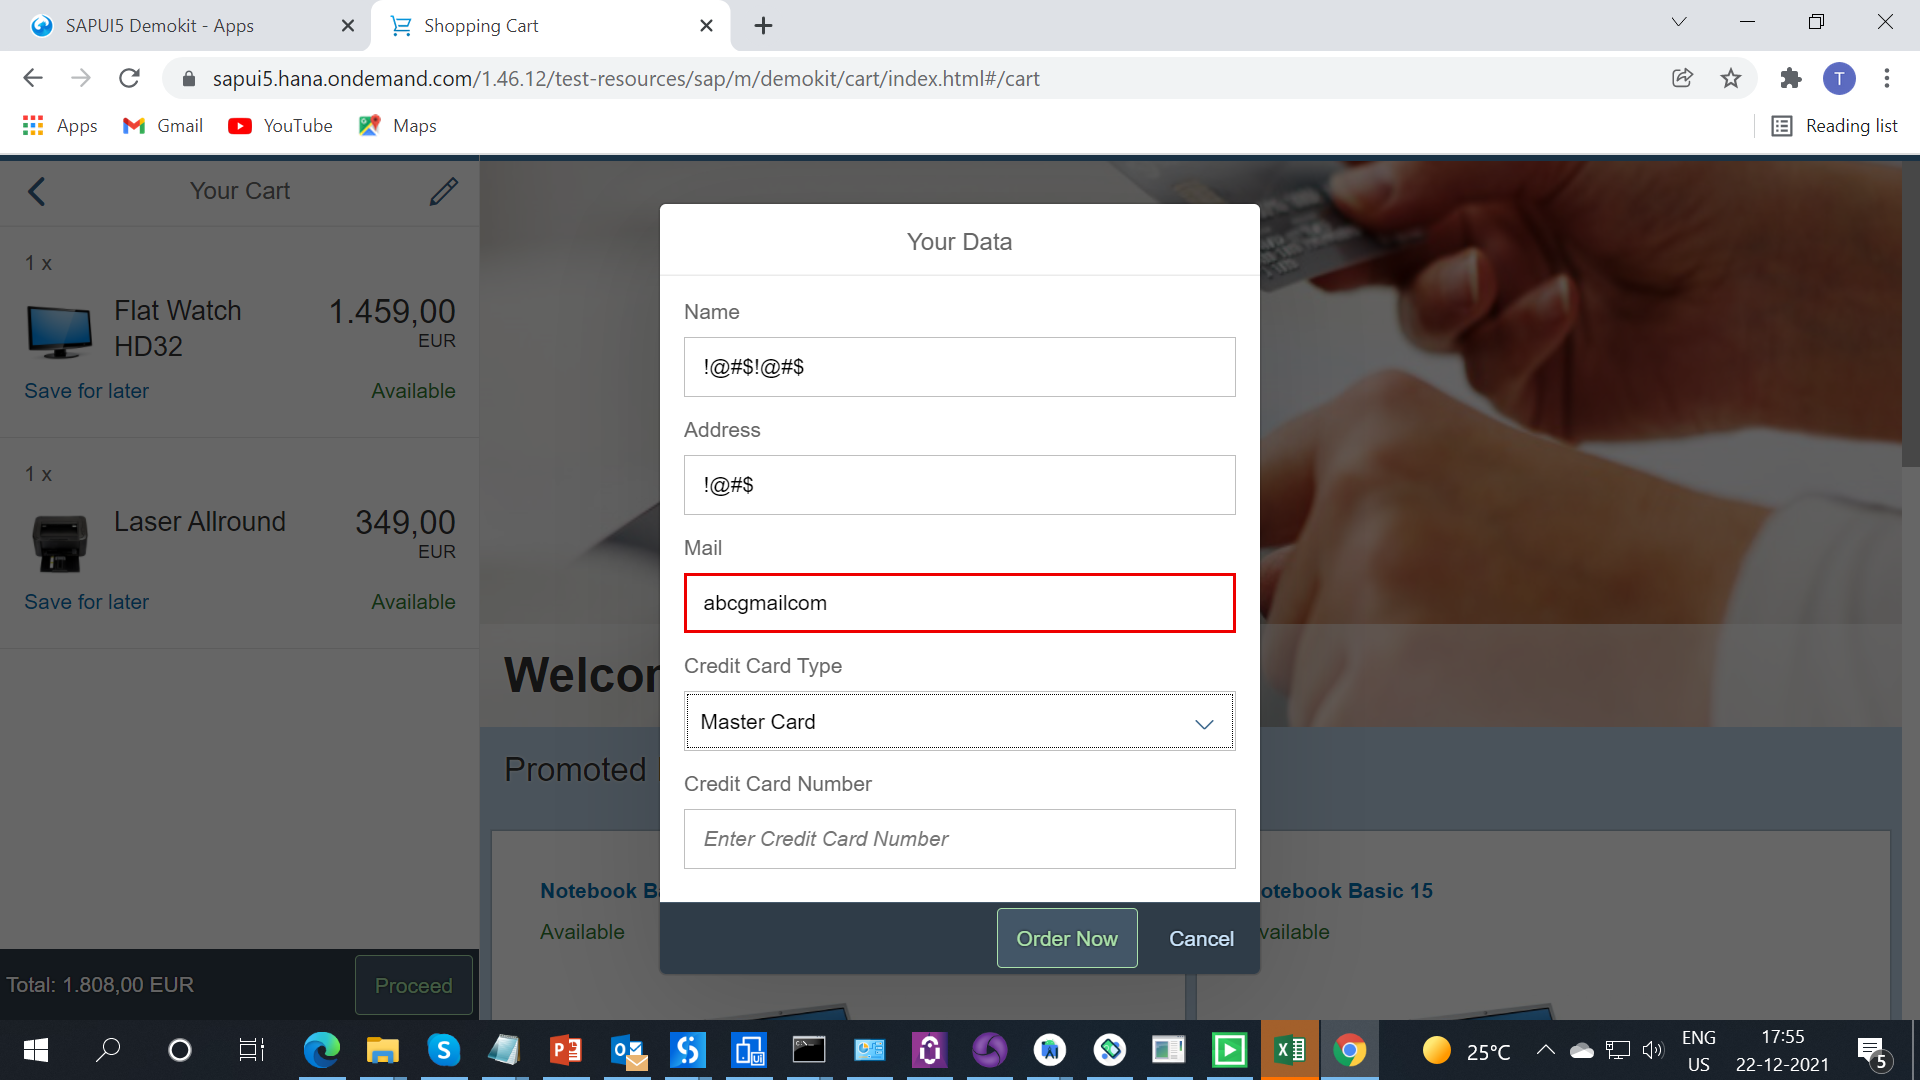 SAPUI5 Demokit - Apps
Shopping Cart
sapui5.hana.ondemand.com/1.46.12/test-resources/sap/m/demokit/cart/index.html#/cart
T
Apps
Gmail
YouTube
Maps
Reading list
Your Cart
1 x
Flat Watch HD32
1.459,00
EUR
Save for later
Available
1 x
Laser Allround
349,00
EUR
Save for later
Available
Total: 1.808,00 EUR
Proceed
Welcom
Promoted
Notebook Ba
Available
otebook Basic 15
vailable
Your Data
Name
!@#$!@#$
Address
!@#$
Mail
abcgmailcom
Credit Card Type
Master Card
Credit Card Number
Enter Credit Card Number
Order Now
Cancel
25°C
ENG
US
17:55
22-12-2021
5